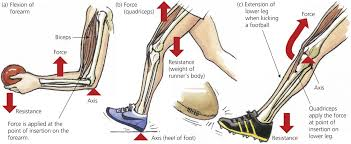 (a) Flexion of
forearm
Biceps
Force
Resistance
Axis
Force is applied at the
point of insertion on
the forearm.
(b) Force
(quadriceps)
Resistance
(weight of
runner's body)
Axis (heel of foot)
(c) Extension of
lower leg
when kicking
a football
Force
Axis
Quadriceps
apply the force
at point of
insertion on
lower leg.
Resistance